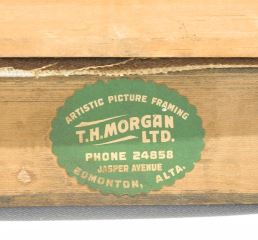 ARTISTIC PICTURE FRAMING
T.H. MORGAN
LTD.
PHONE 24858
JASPER AVENUE
EDMONTON, ALTA.